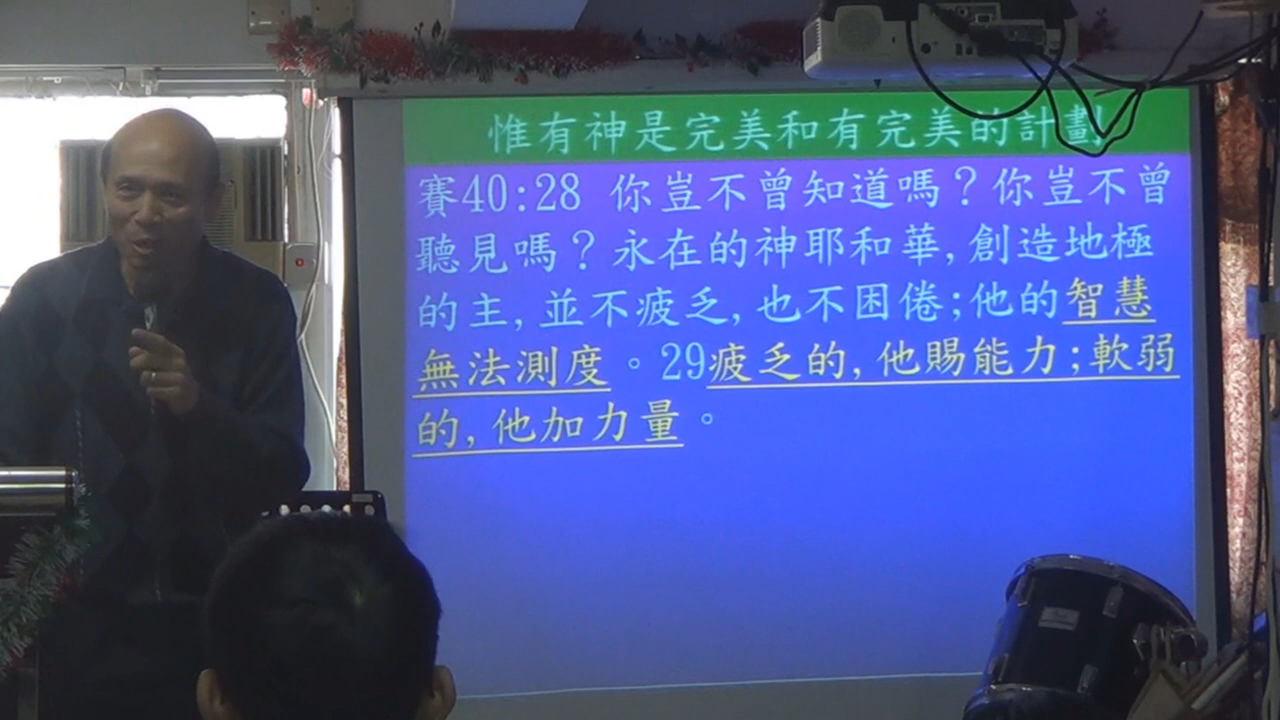 惟有神是完美和有完美的計劃
賽40:28 你豈不曾知道嗎？你豈不曾
聽見嗎？永在的神耶和華,創造地極
的主,並不疲乏,也不困倦;他的智慧
無法測度。29疲乏的,他賜能力;軟弱
的,他加力量。